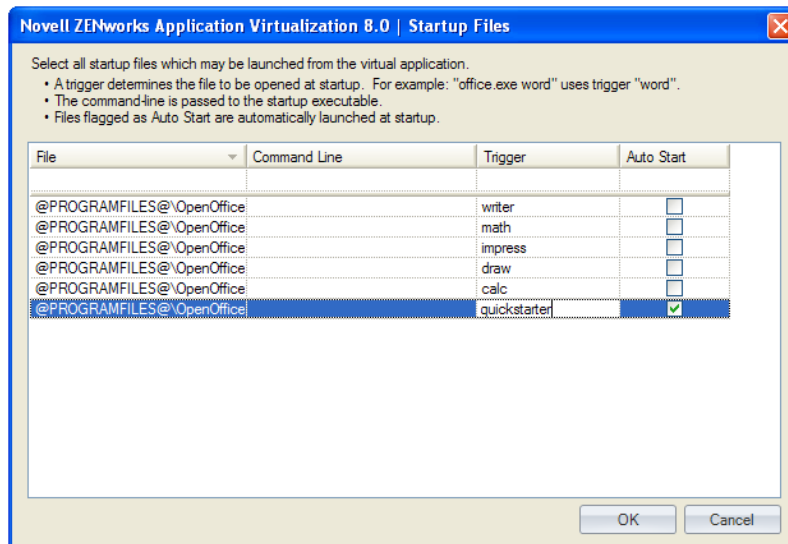 Novell ZENworks Application Virtualization 8.0 | Startup Files
Select all startup files which may be launched from the virtual application.
• A trigger determines the file to be opened at startup. For example: "office.exe word" uses trigger "word".
• The command-line is passed to the startup executable.
• Files flagged as Auto Start are automatically launched at startup.
File Command Line Trigger Auto Start
@PROGRAMFILES@\OpenOffice writer
@PROGRAMFILES@\OpenOffice math
@PROGRAMFILES@\OpenOffice impress
@PROGRAMFILES@\OpenOffice draw
@PROGRAMFILES@\OpenOffice calc
@PROGRAMFILES@\OpenOffice quickstarter
OK Cancel